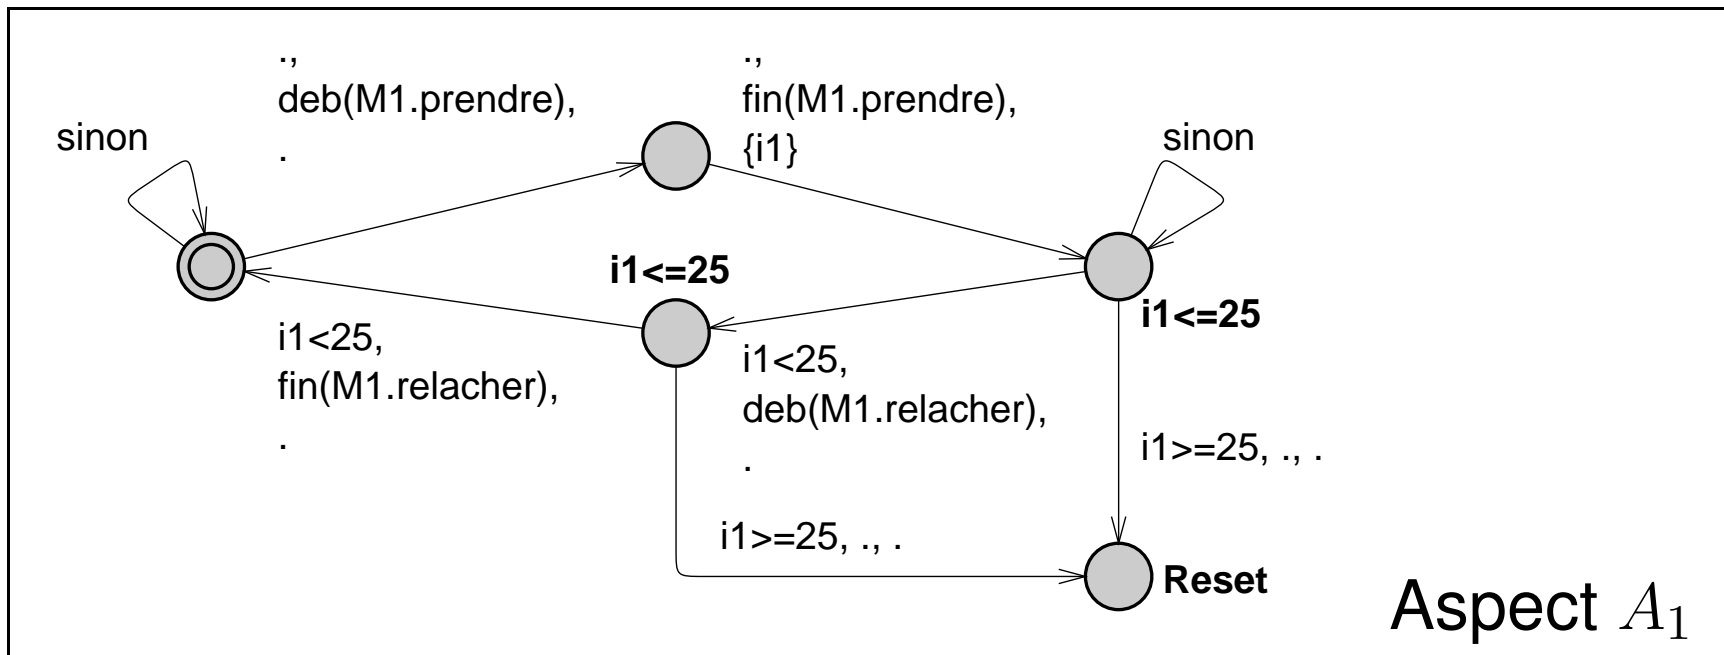 .,
deb(M1.prendre),
.
.,
fin(M1.prendre),
{i1}
sinon
sinon
i1<=25
i1<=25
i1<25,
fin(M1.relacher),
.
i1<25,
deb(M1.relacher),
.
i1>=25, ., .
i1>=25, ., .
Reset
Aspect A1